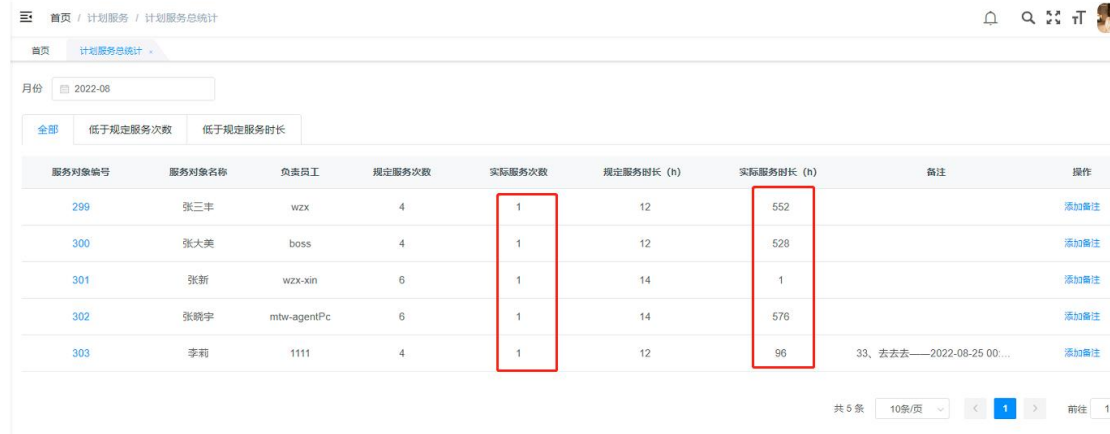 首页 / 计划服务 / 计划服务总统计
首页 计划服务总统计 ×
月份 2022-08
全部 低于规定服务次数 低于规定服务时长
服务对象编号 服务对象名称 负责员工 规定服务次数 实际服务次数 规定服务时长（h） 实际服务时长（h） 备注 操作
299 张三丰 wzx 4 1 12 552 添加备注
300 张大美 boss 4 1 12 528 添加备注
301 张新 wzx-xin 6 1 14 1 添加备注
302 张晓宇 mtw-agentPc 6 1 14 576 添加备注
303 李莉 1111 4 1 12 96 33、去去去——2022-08-25 00:... 添加备注
共 5 条 10条/页 < 1 > 前往 1